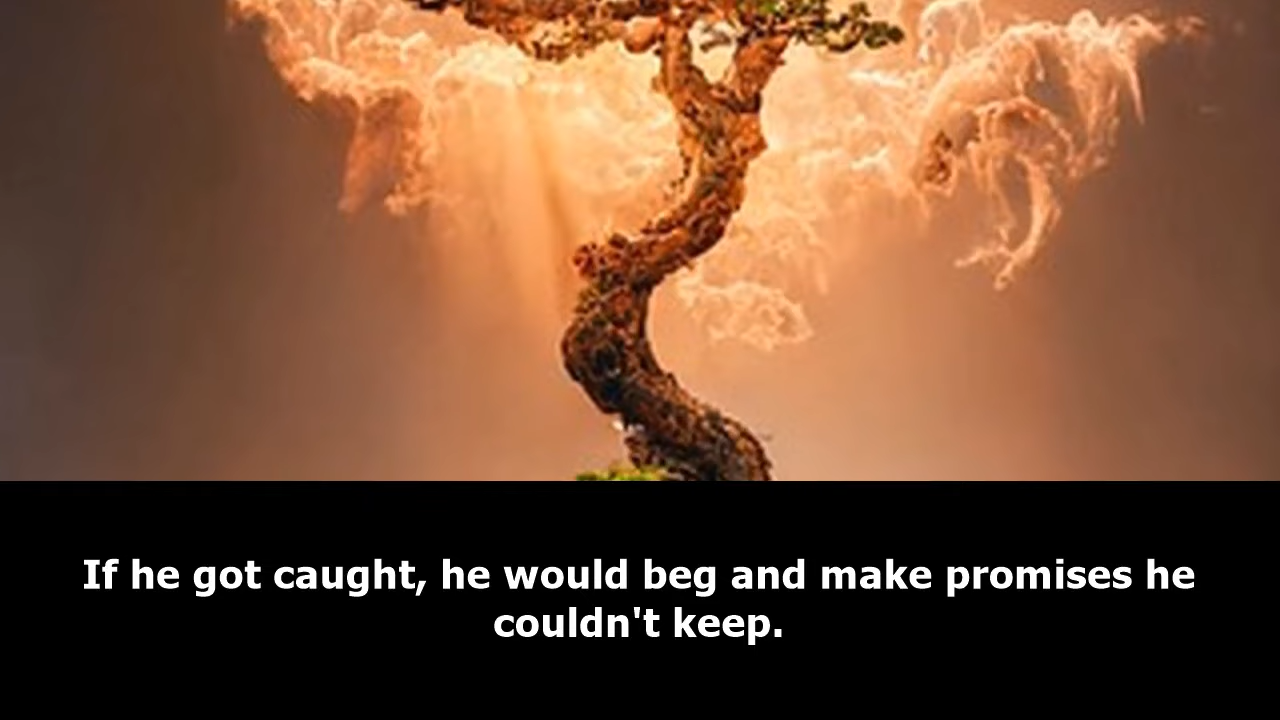 If he got caught, he would beg and make promises he
couldn't keep.